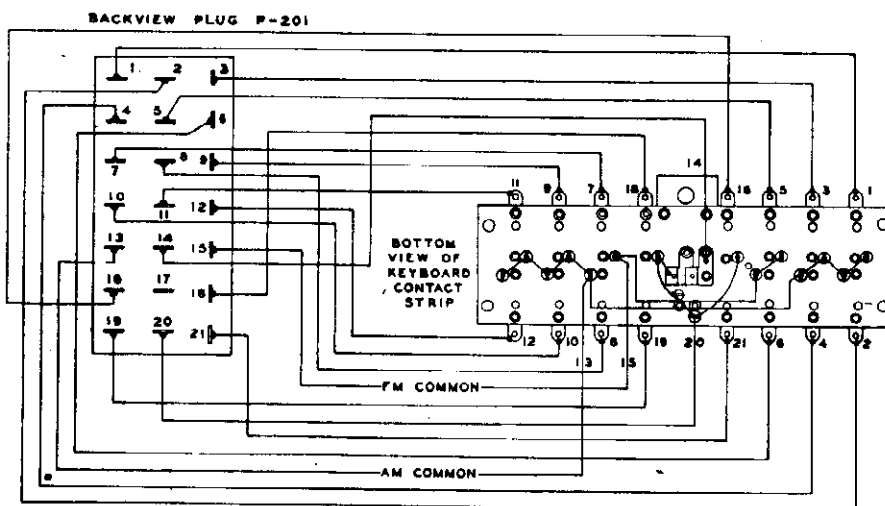 BACKVIEW PLUG P-201
1 2 3
4 5 6
7 8 9
10 11 12
13 14 15
16 17 18
19 20 21
11 9 7 18 14 16 5 3 1
BOTTOM
VIEW OF
KEYBOARD
CONTACT
STRIP
12 10 8 19 20 21 6 4 2
13 15
FM COMMON
AM COMMON